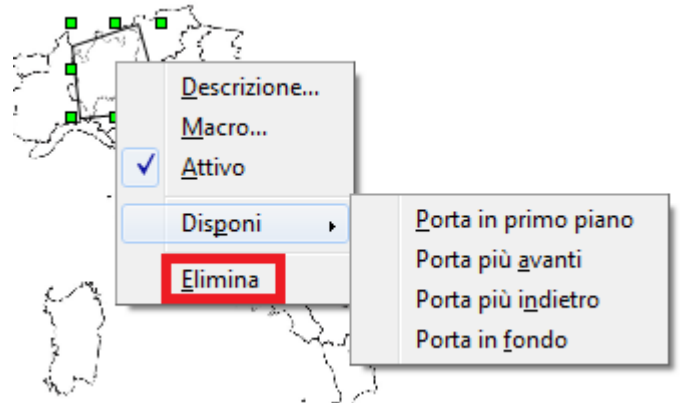 Descrizione...
Macro...
Attivo
Disponi
Elimina
Porta in primo piano
Porta più avanti
Porta più indietro
Porta in fondo